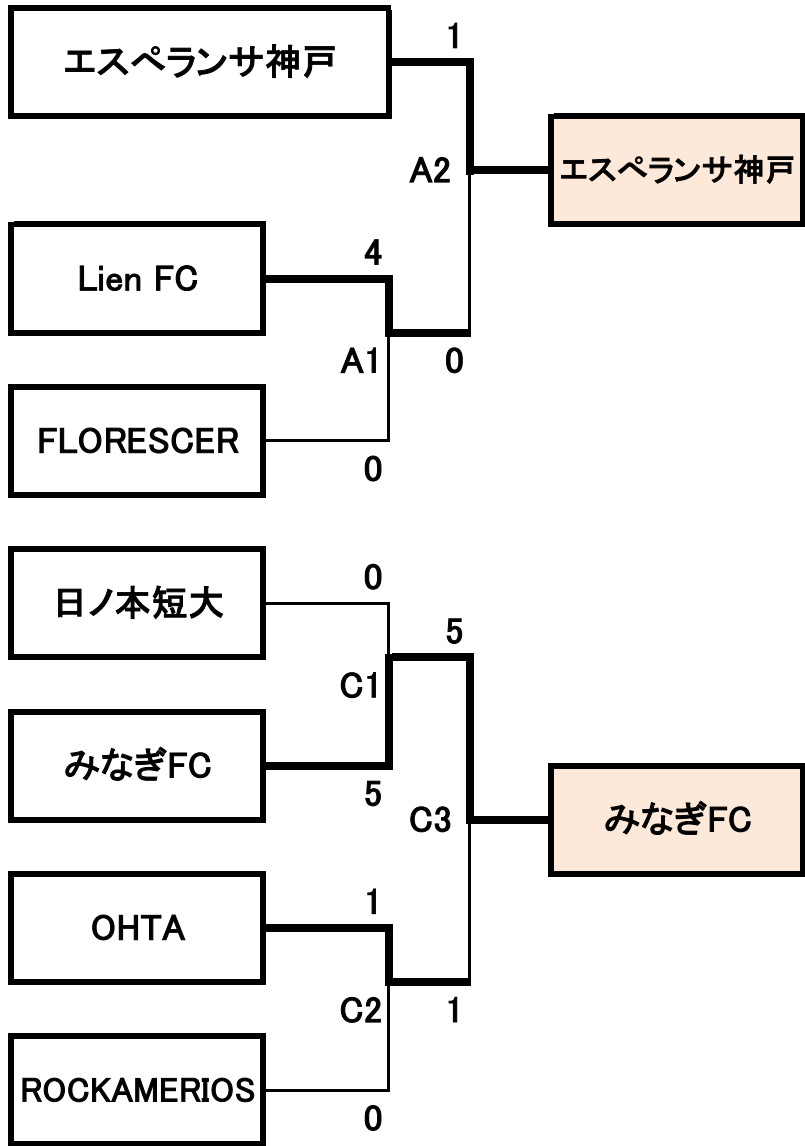 エスペランサ神戸
1
A2
エスペランサ神戸
Lien FC
4
A1
0
FLORESCER
0
日ノ本短大
0
5
C1
みなぎFC
5
C3
みなぎFC
OHTA
1
C2
1
ROCKAMERIOS
0